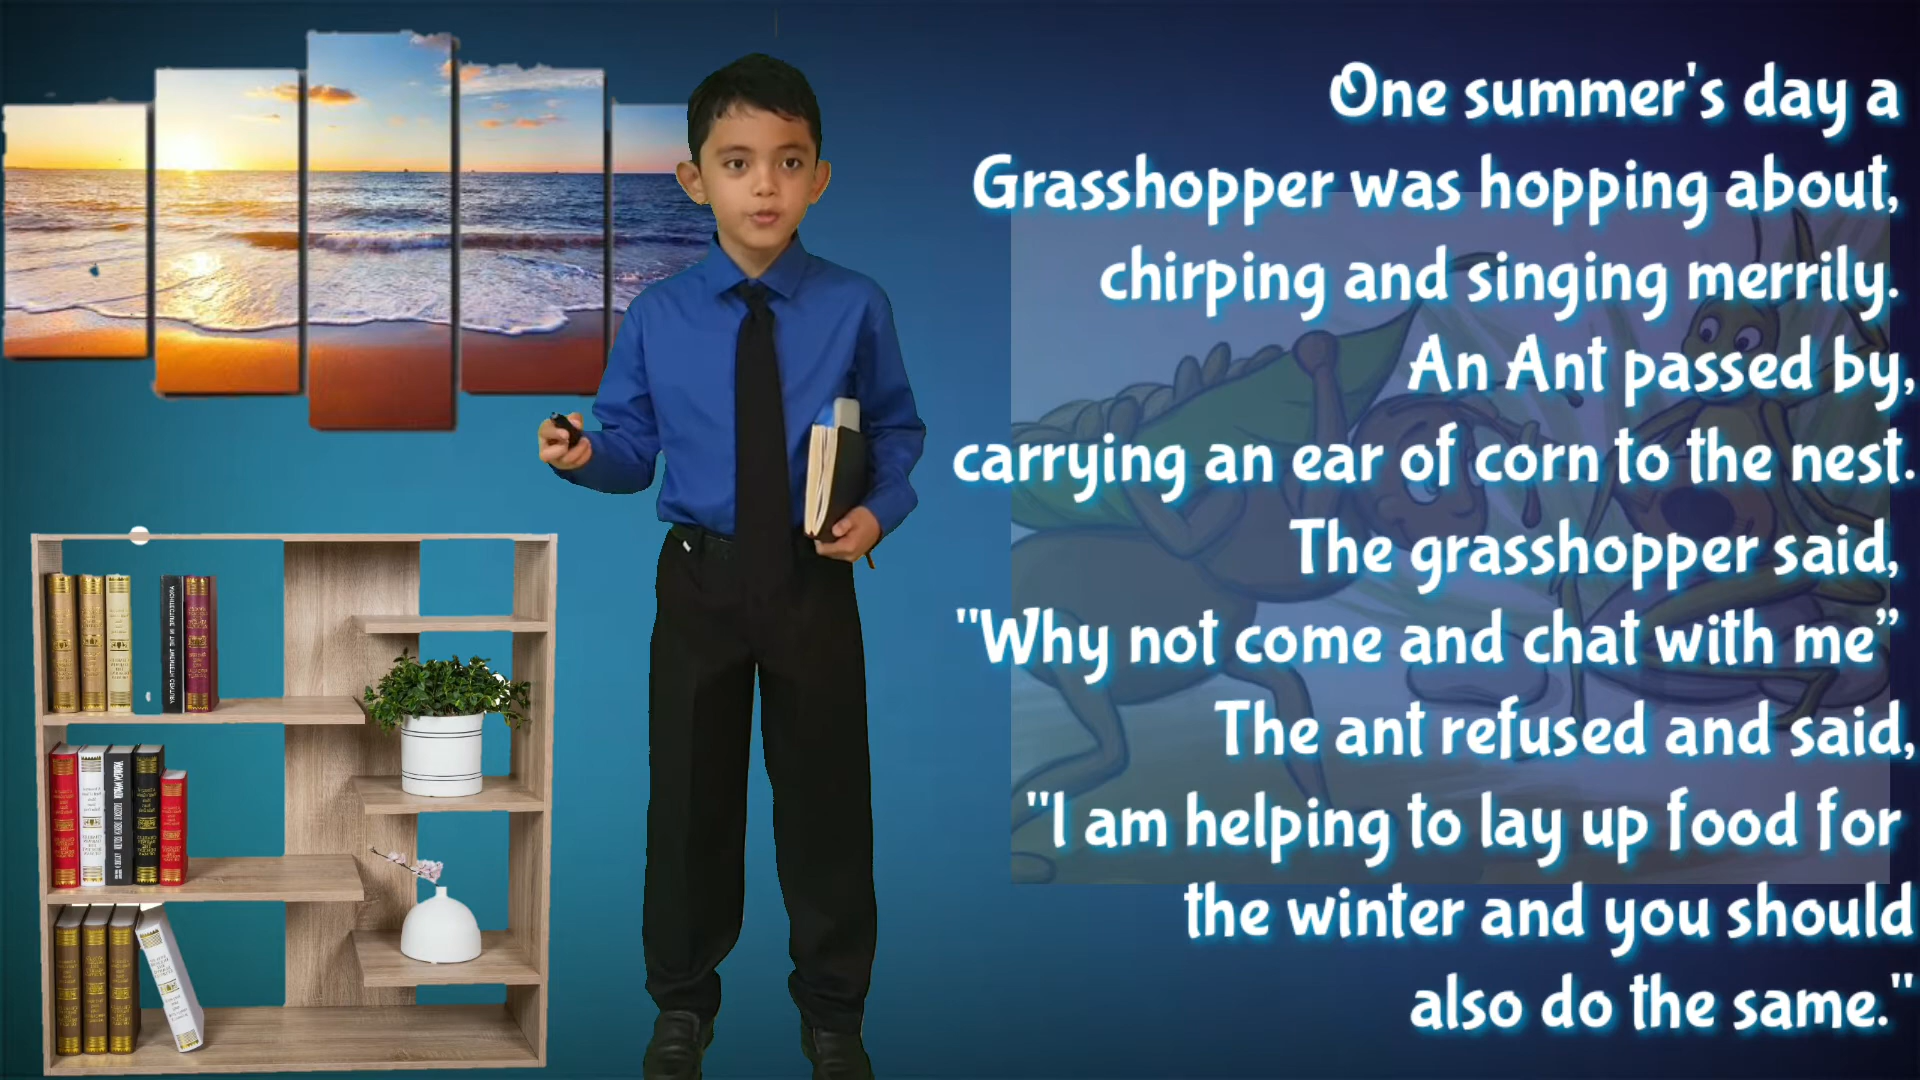 One summer's day a
Grasshopper was hopping about,
chirping and singing merrily.
An Ant passed by,
carrying an ear of corn to the nest.
The grasshopper said,
"Why not come and chat with me”
The ant refused and said,
"I am helping to lay up food for
the winter and you should
also do the same."